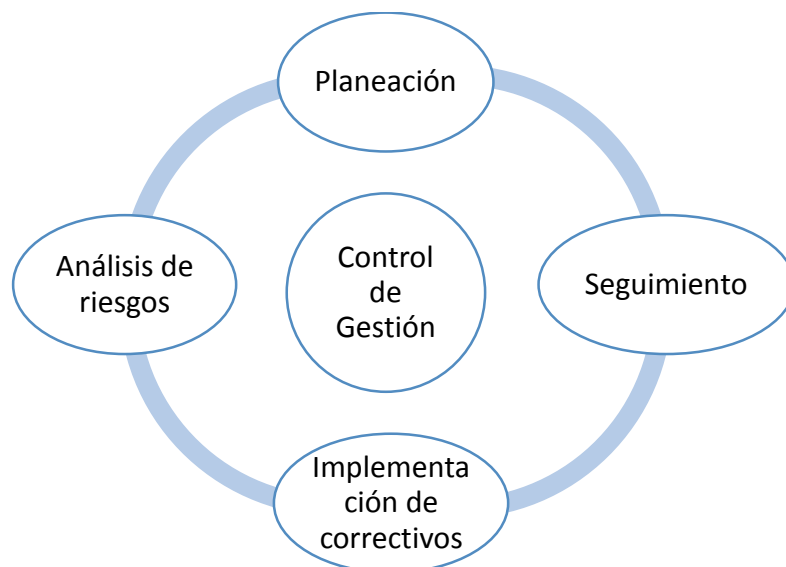 Planeación
Análisis de
riesgos
Control
de
Gestión
Seguimiento
Implementa
ción de
correctivos